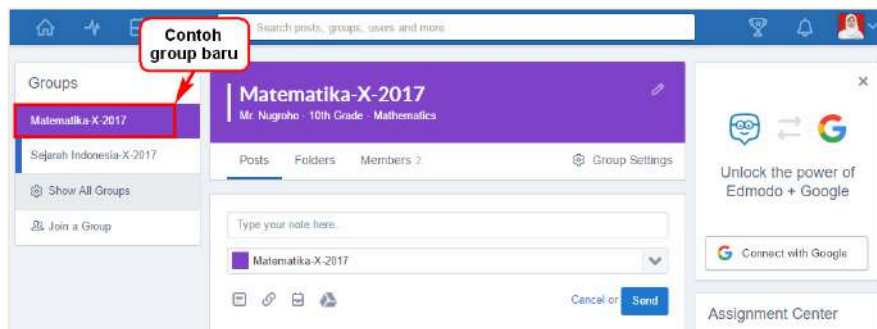 Search posts, groups, users and more
Contoh
group baru
Groups
Matematika-X-2017
Sejarah Indonesia-X-2017
Show All Groups
Join a Group
Matematika-X-2017
Mr. Nugroho · 10th Grade · Mathematics
Posts Folders Members 2 Group Settings
Type your note here...
Matematika-X-2017
Cancel or Send
×
Unlock the power of
Edmodo + Google
Connect with Google
Assignment Center